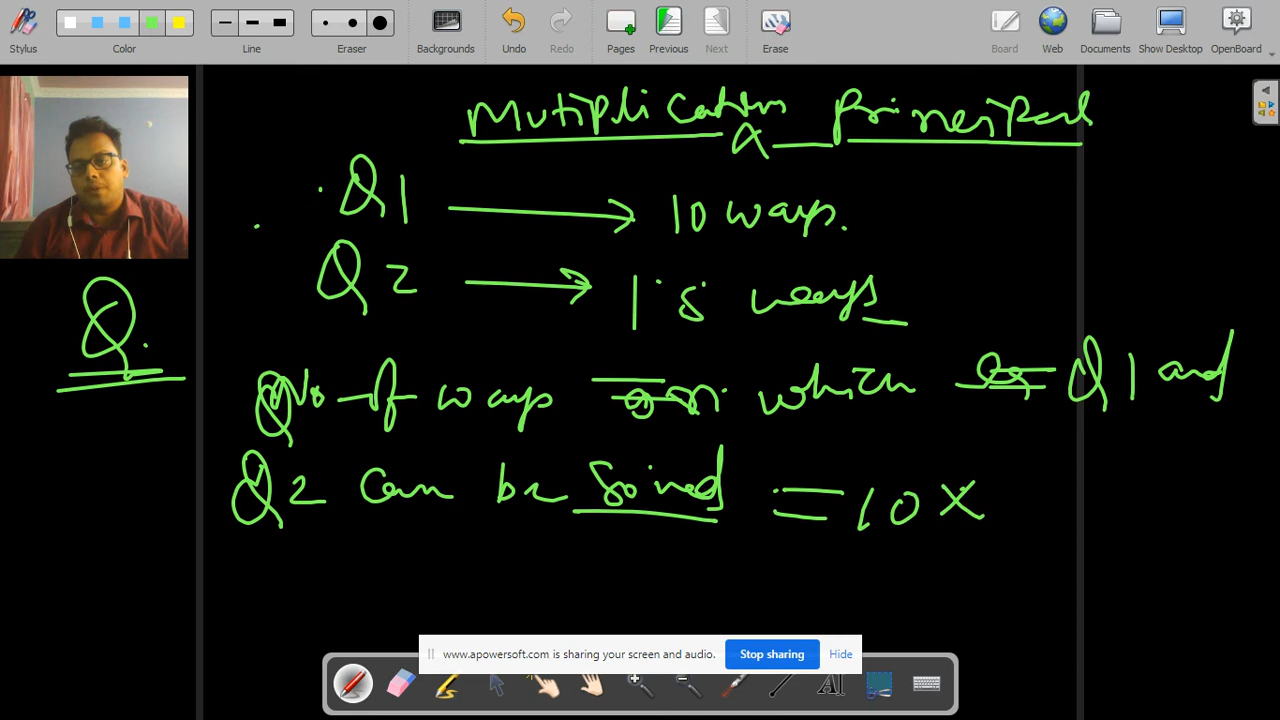 Stylus Color Line Eraser Backgrounds Undo Redo Pages Previous Next Erase Board Web Documents Show Desktop OpenBoard
Mutiplication principal
Q1 → 10 ways.
Q2 → 15 ways
Q.
No of ways in which Q1 and
Q2 can be solved = 10 X
www.apowersoft.com is sharing your screen and audio. Stop sharing Hide